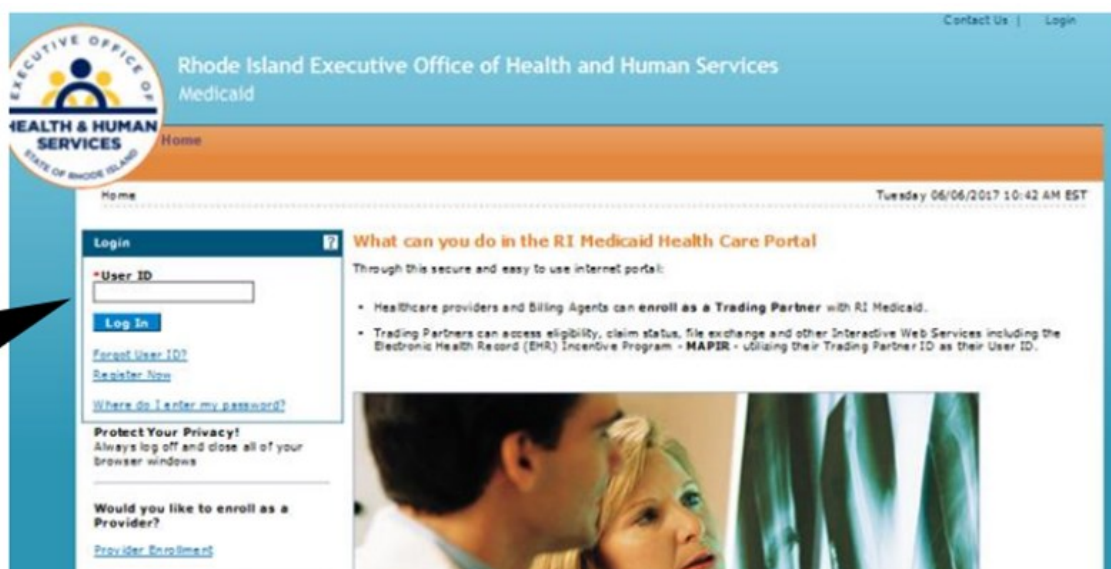 Contact Us | Login
EXECUTIVE OFFICE OF
HEALTH & HUMAN
SERVICES
STATE OF RHODE ISLAND
Rhode Island Executive Office of Health and Human Services
Medicaid
Home
Home
Tuesday 06/06/2017 10:42 AM EST
Login ?
*User ID
Log In
Forgot User ID?
Register Now
Where do I enter my password?
Protect Your Privacy!
Always log off and close all of your
browser windows
Would you like to enroll as a
Provider?
Provider Enrollment
What can you do in the RI Medicaid Health Care Portal
Through this secure and easy to use internet portal:
• Healthcare providers and Billing Agents can enroll as a Trading Partner with RI Medicaid.
• Trading Partners can access eligibility, claim status, file exchange and other Interactive Web Services including the
Electronic Health Record (EHR) Incentive Program - MAPIR - utilizing their Trading Partner ID as their User ID.